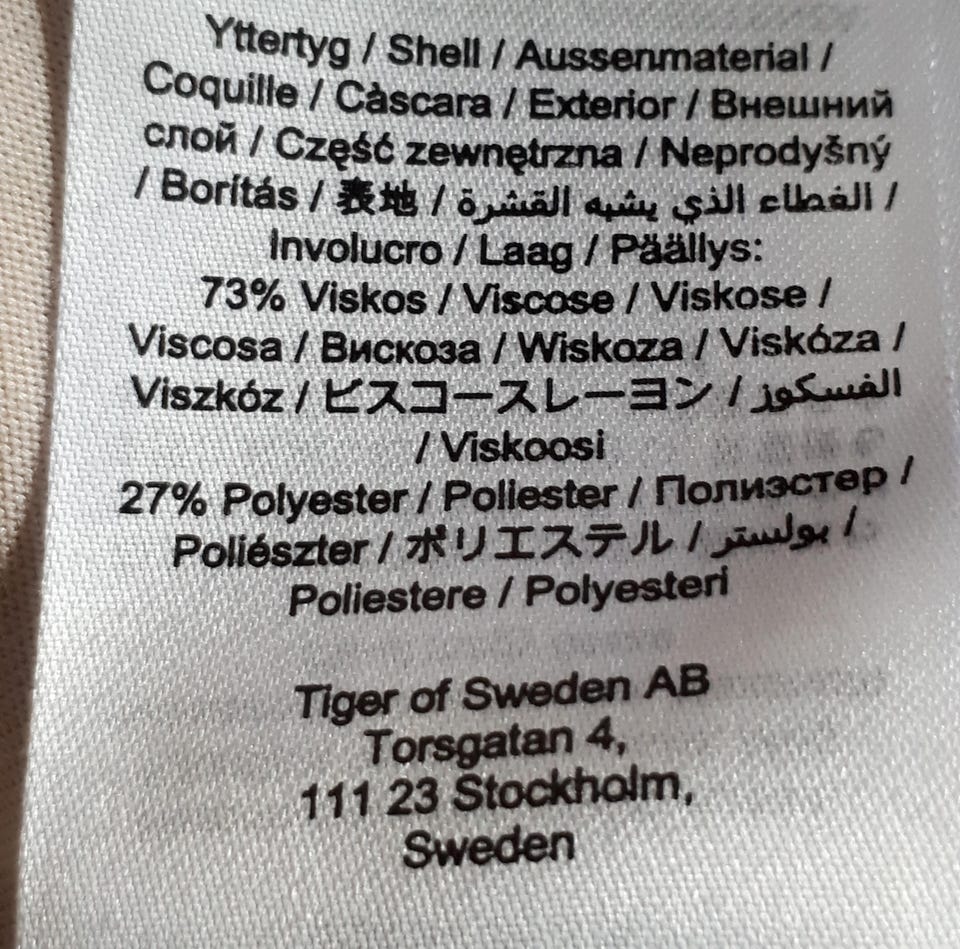 Yttertyg / Shell / Aussenmaterial /
Coquille / Càscara / Exterior / Внешний
слой / Część zewnętrzna / Neprodyšný
/ Borítás / 表地 / الغطاء الذي يشبه القشرة /
Involucro / Laag / Päällys:
73% Viskos / Viscose / Viskose /
Viscosa / Вискоза / Wiskoza / Viskóza /
Viszkóz / ビスコースレーヨン / الفسكوز
/ Viskoosi
27% Polyester / Poliester / Полиэстер /
Poliészter / ポリエステル / بولستر /
Poliestere / Polyesteri
Tiger of Sweden AB
Torsgatan 4,
111 23 Stockholm,
Sweden